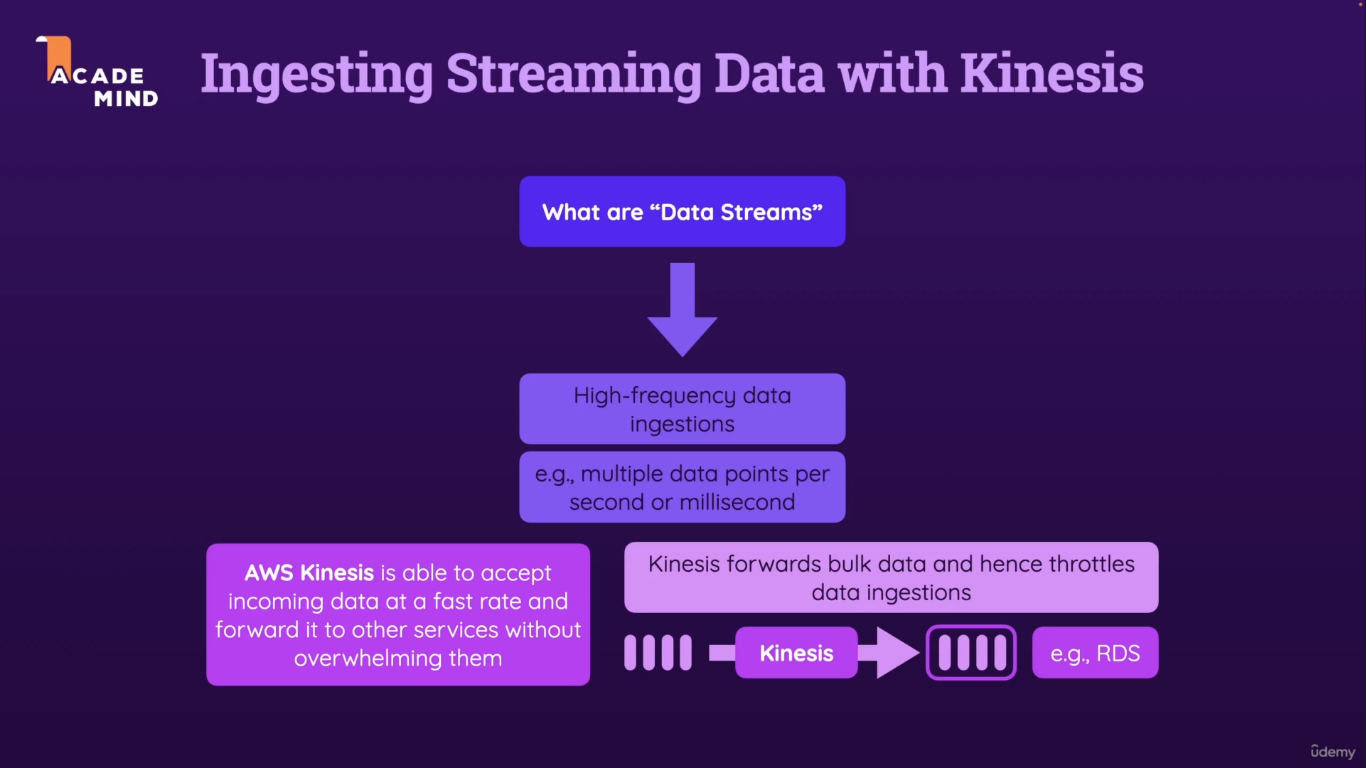 ACADE
MIND
Ingesting Streaming Data with Kinesis
What are “Data Streams”
High-frequency data
ingestions
e.g., multiple data points per
second or millisecond
AWS Kinesis is able to accept
incoming data at a fast rate and
forward it to other services without
overwhelming them
Kinesis forwards bulk data and hence throttles
data ingestions
Kinesis
e.g., RDS
ûdemy